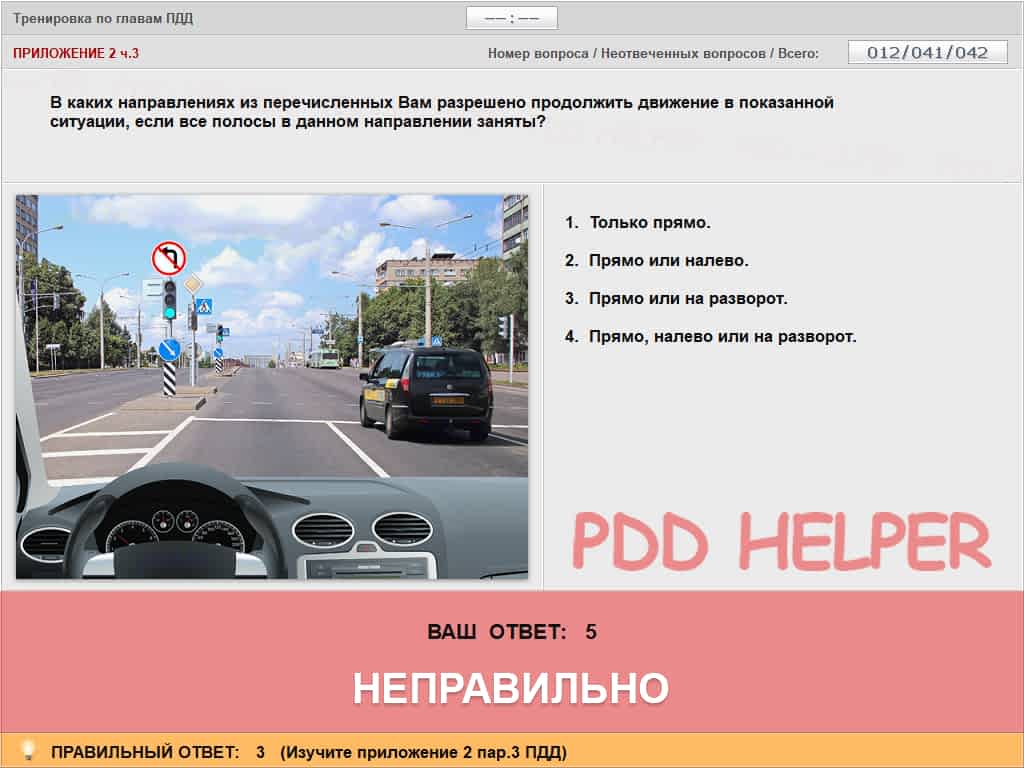 Тренировка по главам ПДД
—— : ——
ПРИЛОЖЕНИЕ 2 ч.3
Номер вопроса / Неотвеченных вопросов / Всего:
012/041/042
В каких направлениях из перечисленных Вам разрешено продолжить движение в показанной
ситуации, если все полосы в данном направлении заняты?
1. Только прямо.
2. Прямо или налево.
3. Прямо или на разворот.
4. Прямо, налево или на разворот.
PDD HELPER
ВАШ ОТВЕТ: 5
НЕПРАВИЛЬНО
ПРАВИЛЬНЫЙ ОТВЕТ: 3 (Изучите приложение 2 пар.3 ПДД)